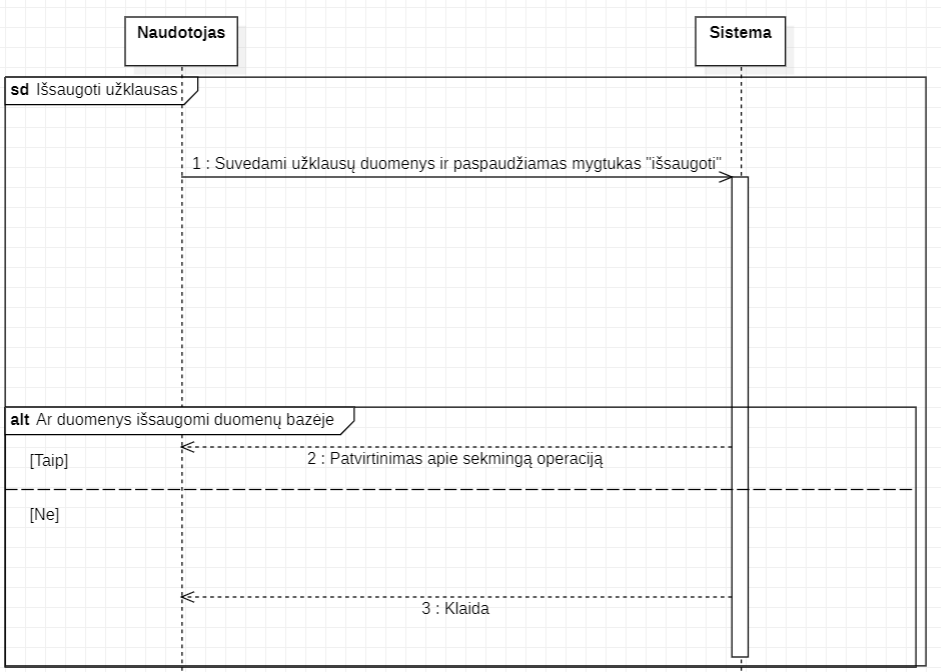 Naudotojas
Sistema
sd Išsaugoti užklausas
1 : Suvedami užklausų duomenys ir paspaudžiamas mygtukas "išsaugoti"
alt Ar duomenys išsaugomi duomenų bazėje
2 : Patvirtinimas apie sekmingą operaciją
[Taip]
[Ne]
3 : Klaida